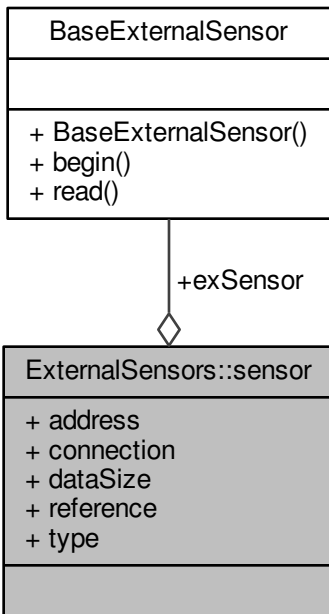 BaseExternalSensor
+ BaseExternalSensor()
+ begin()
+ read()
+exSensor
ExternalSensors::sensor
+ address
+ connection
+ dataSize
+ reference
+ type